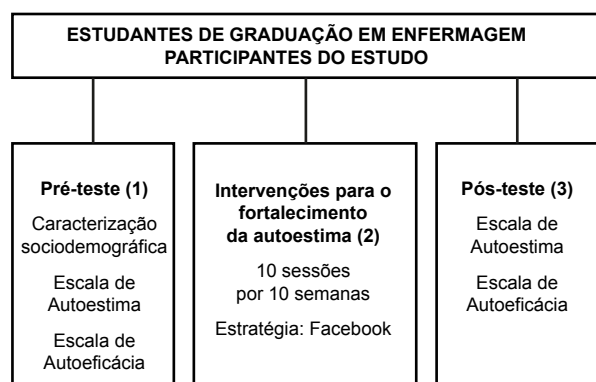 ESTUDANTES DE GRADUAÇÃO EM ENFERMAGEM
PARTICIPANTES DO ESTUDO
Pré-teste (1)
Caracterização
sociodemográfica
Escala de
Autoestima
Escala de
Autoeficácia
Intervenções para o
fortalecimento
da autoestima (2)
10 sessões
por 10 semanas
Estratégia: Facebook
Pós-teste (3)
Escala de
Autoestima
Escala de
Autoeficácia